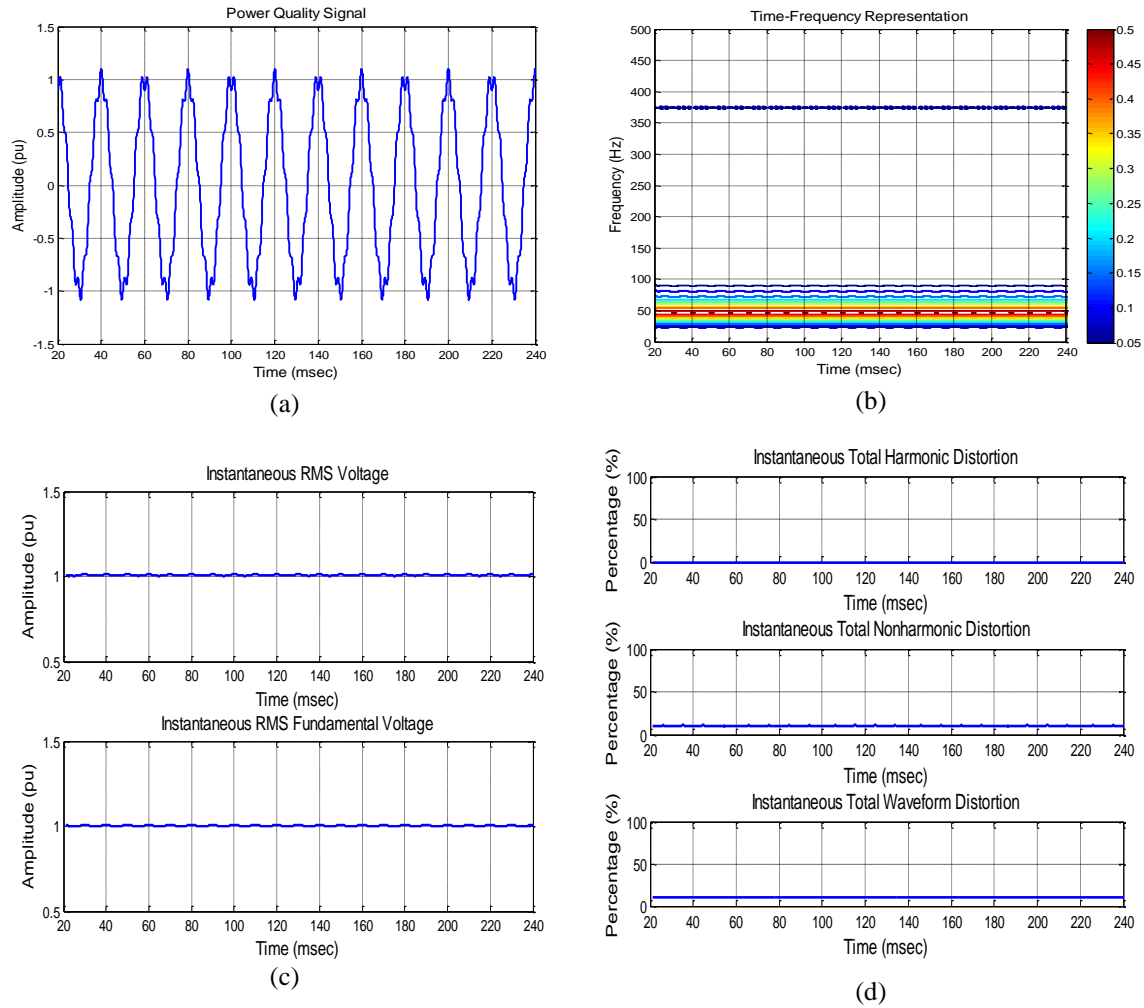 Power Quality Signal
Amplitude (pu)
1.5
1
0.5
0
-0.5
-1
-1.5
20 40 60 80 100 120 140 160 180 200 220 240
Time (msec)
(a)
Time-Frequency Representation
Frequency (Hz)
500
450
400
350
300
250
200
150
100
50
0
20 40 60 80 100 120 140 160 180 200 220 240
Time (msec)
0.5
0.45
0.4
0.35
0.3
0.25
0.2
0.15
0.1
0.05
(b)
Instantaneous RMS Voltage
Amplitude (pu)
1.5
1
0.5
20 40 60 80 100 120 140 160 180 200 220 240
Time (msec)
Instantaneous RMS Fundamental Voltage
Amplitude (pu)
1.5
1
0.5
20 40 60 80 100 120 140 160 180 200 220 240
Time (msec)
(c)
Instantaneous Total Harmonic Distortion
Percentage (%)
100
50
0
20 40 60 80 100 120 140 160 180 200 220 240
Time (msec)
Instantaneous Total Nonharmonic Distortion
Percentage (%)
100
50
0
20 40 60 80 100 120 140 160 180 200 220 240
Time (msec)
Instantaneous Total Waveform Distortion
Percentage (%)
100
50
0
20 40 60 80 100 120 140 160 180 200 220 240
Time (msec)
(d)